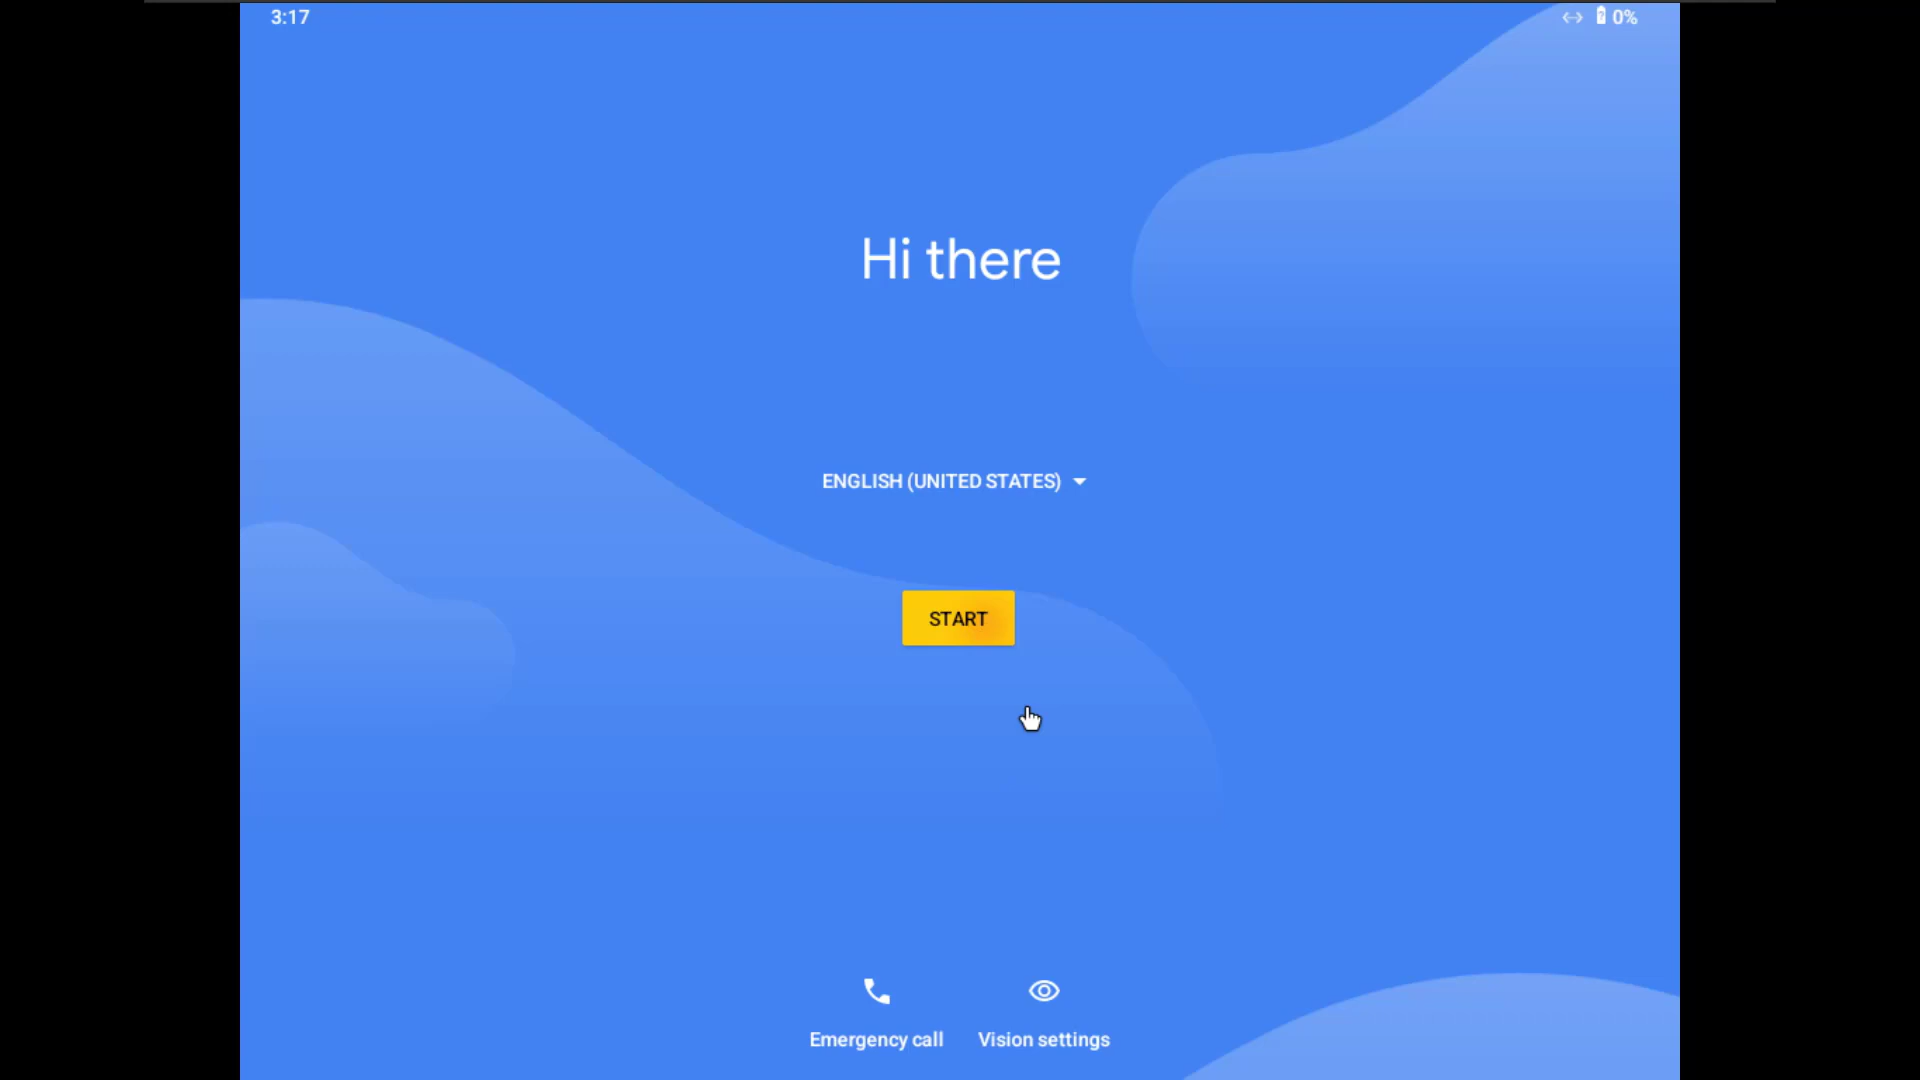 3:17
0%
Hi there
ENGLISH (UNITED STATES)
START
Emergency call
Vision settings